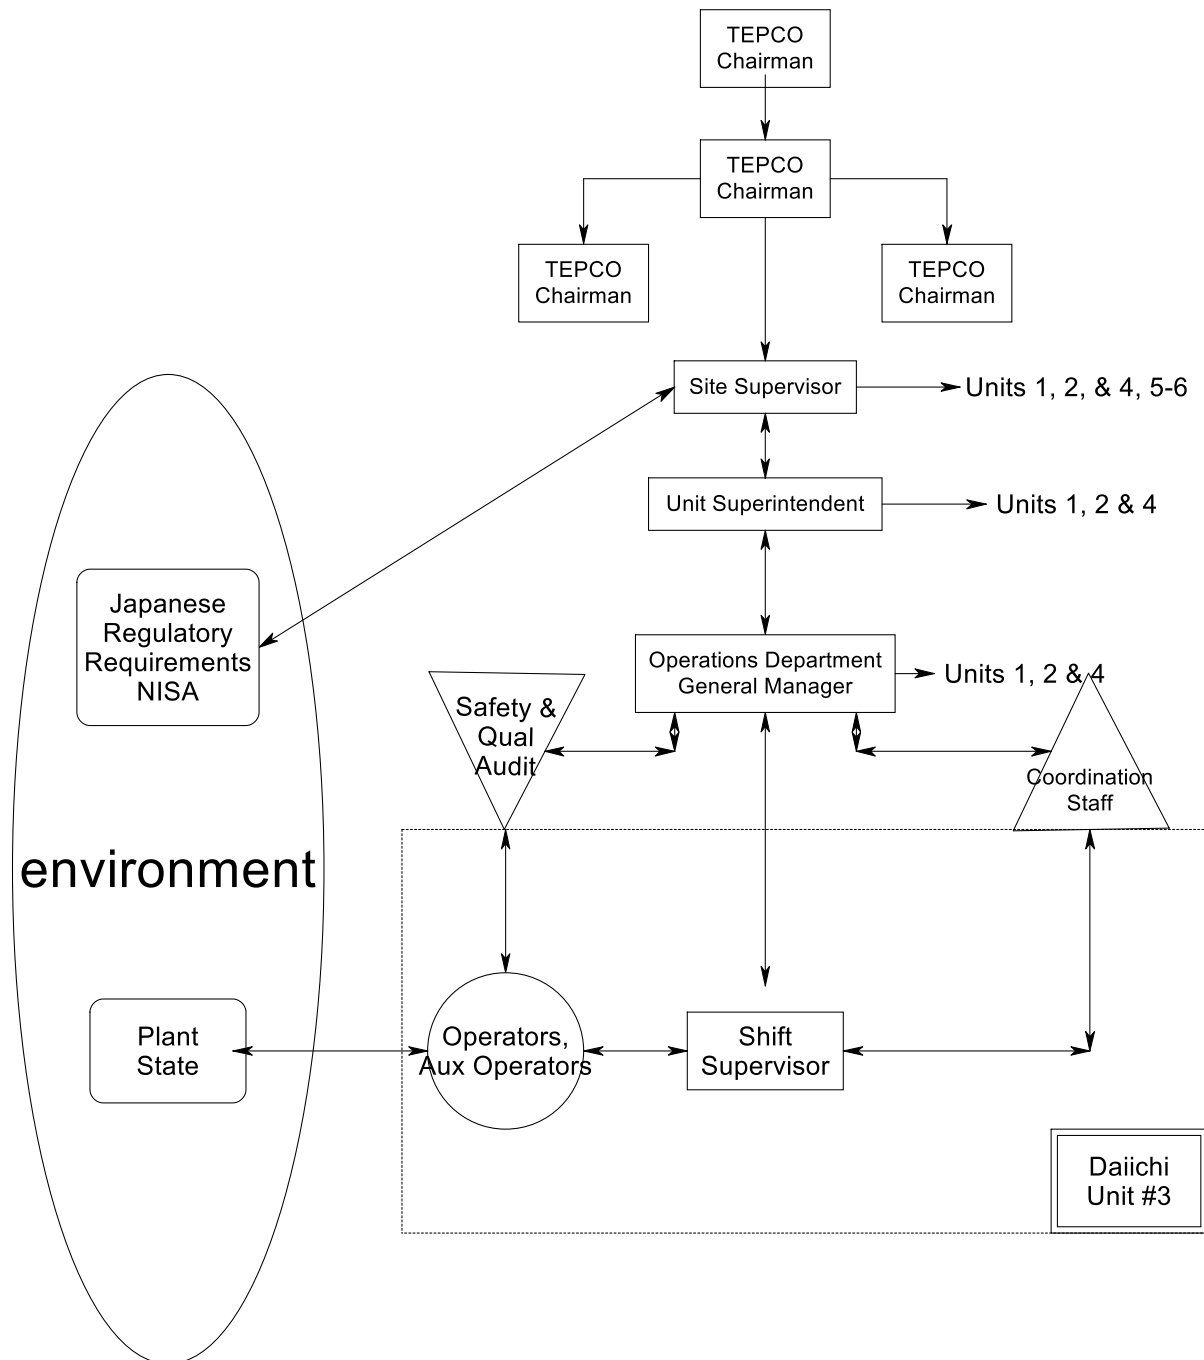 TEPCO
Chairman
TEPCO
Chairman
TEPCO
Chairman
TEPCO
Chairman
Site Supervisor
Units 1, 2, & 4, 5-6
Unit Superintendent
Units 1, 2 & 4
Japanese
Regulatory
Requirements
NISA
Operations Department
General Manager
Units 1, 2 & 4
Safety &
Qual
Audit
Coordination
Staff
environment
Plant
State
Operators,
Aux Operators
Shift
Supervisor
Daiichi
Unit #3